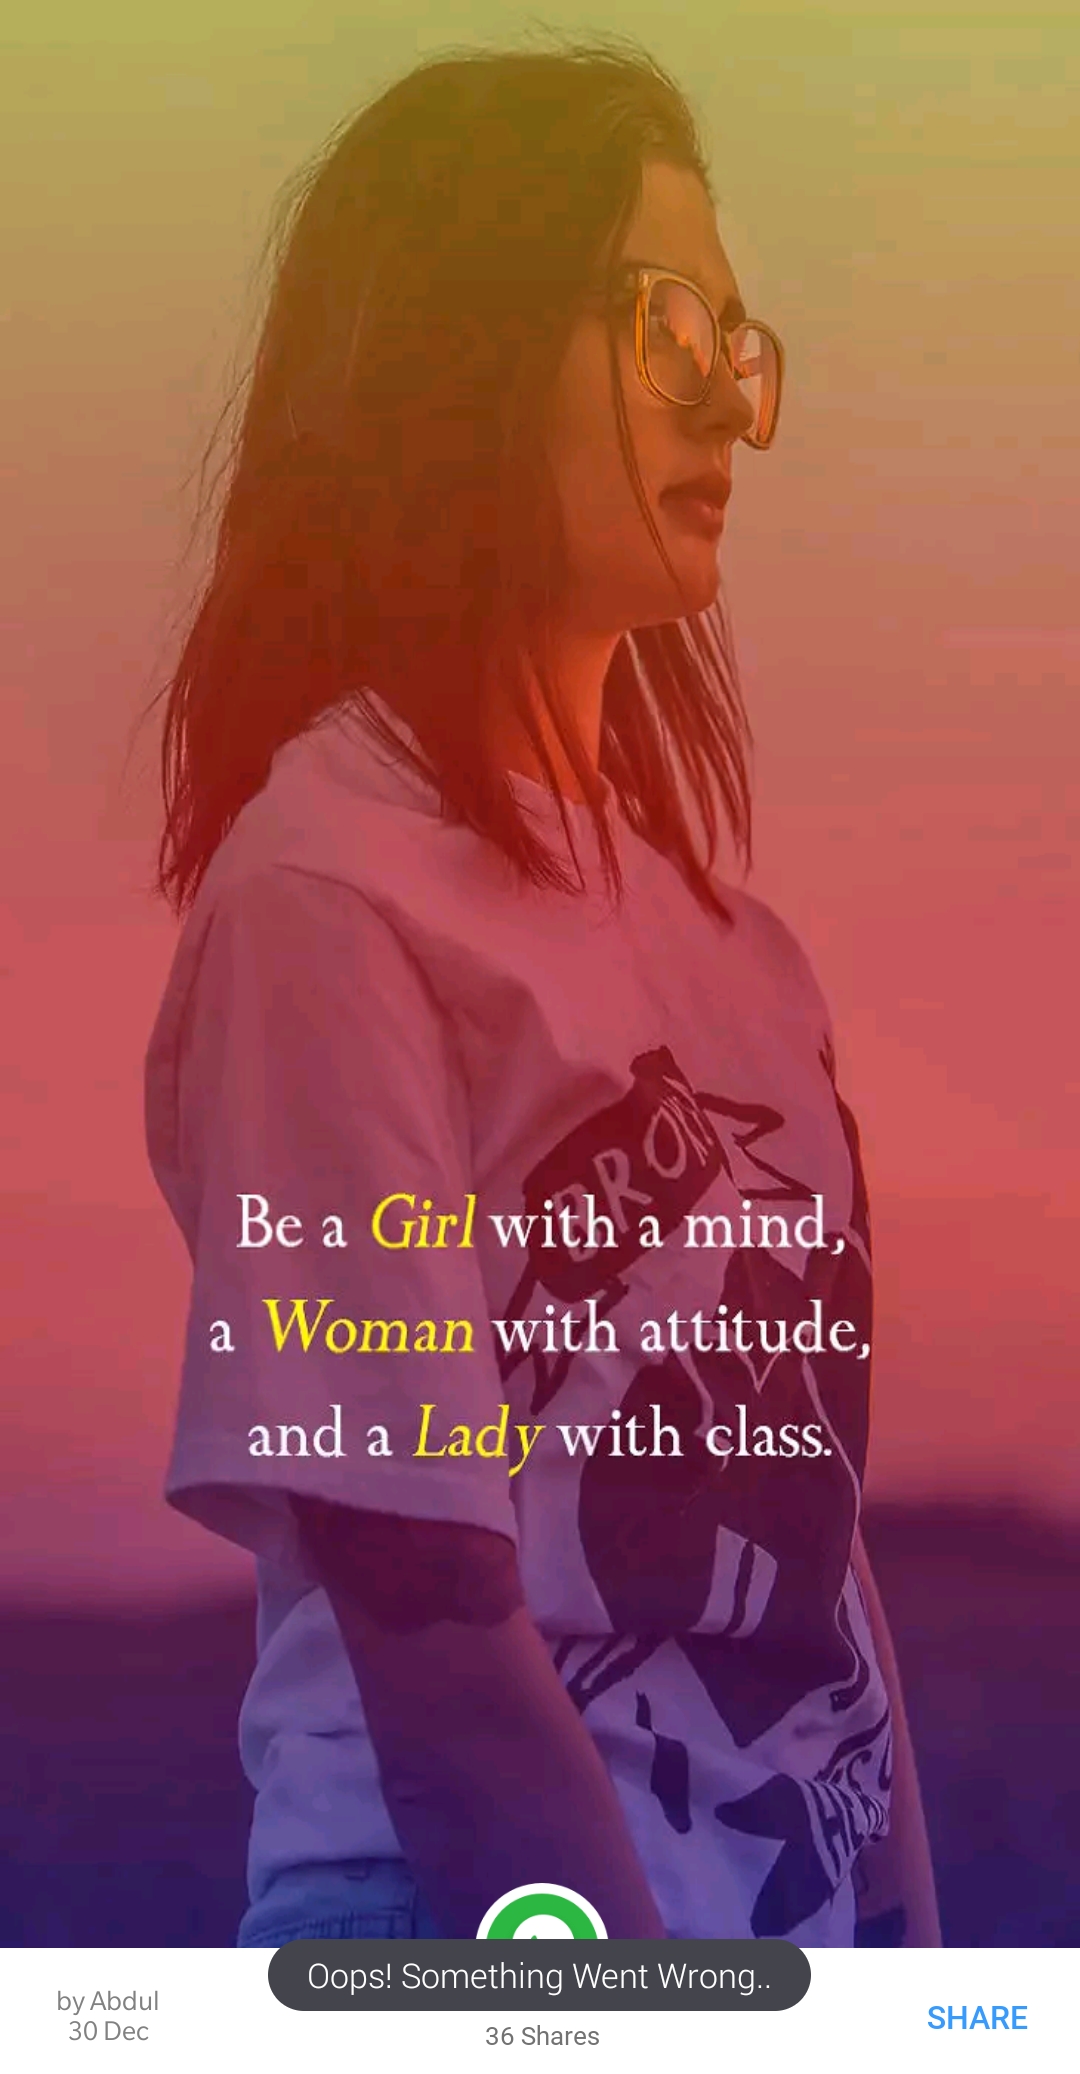 BRONX
Be a Girl with a mind,
a Woman with attitude,
and a Lady with class.
Oops! Something Went Wrong..
by Abdul
30 Dec
36 Shares
SHARE